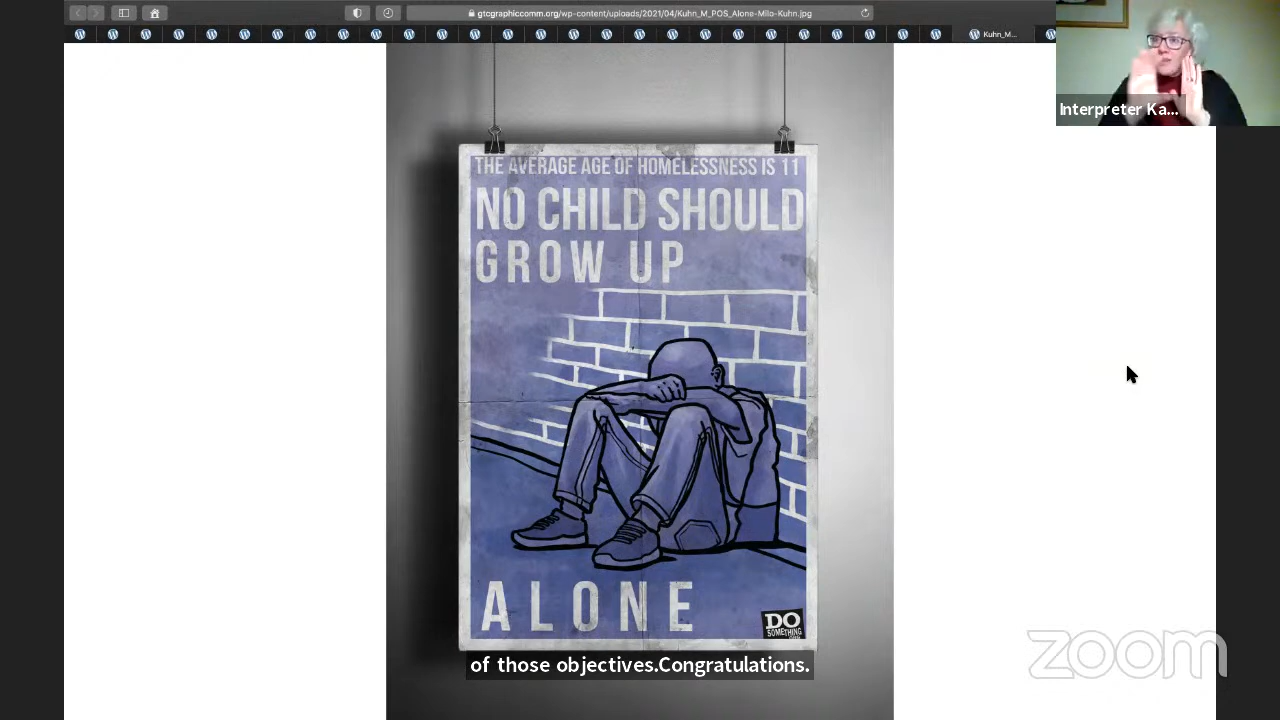 gtcgraphiccomm.org/wp-content/uploads/2021/04/Kuhn_M_POS_Alone-Milo-Kuhn.jpg
Kuhn_M...
Interpreter Ka...
THE AVERAGE AGE OF HOMELESSNESS IS 11
NO CHILD SHOULD
GROW UP
ALONE
DO
SOMETHING
of those objectives.Congratulations.
zoom